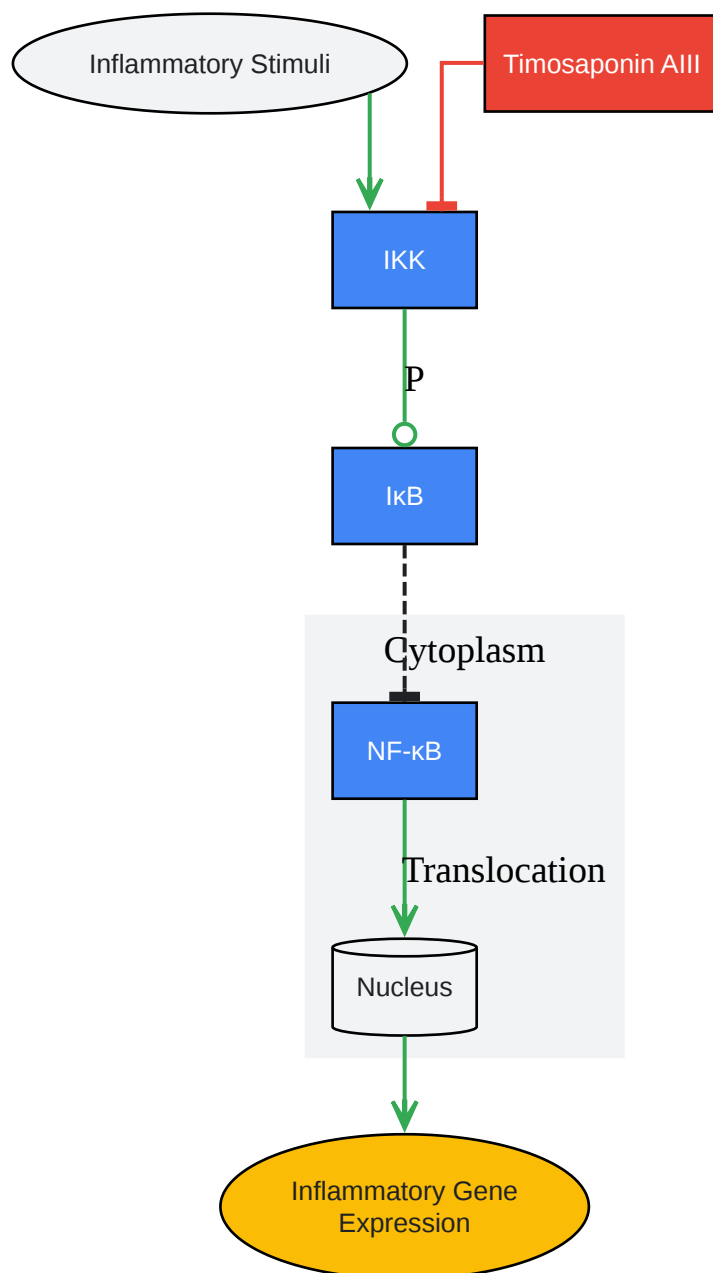 Inflammatory Stimuli
Timosaponin AIII
IKK
P
IκB
Cytoplasm
NF-κB
Translocation
Nucleus
Inflammatory Gene
Expression